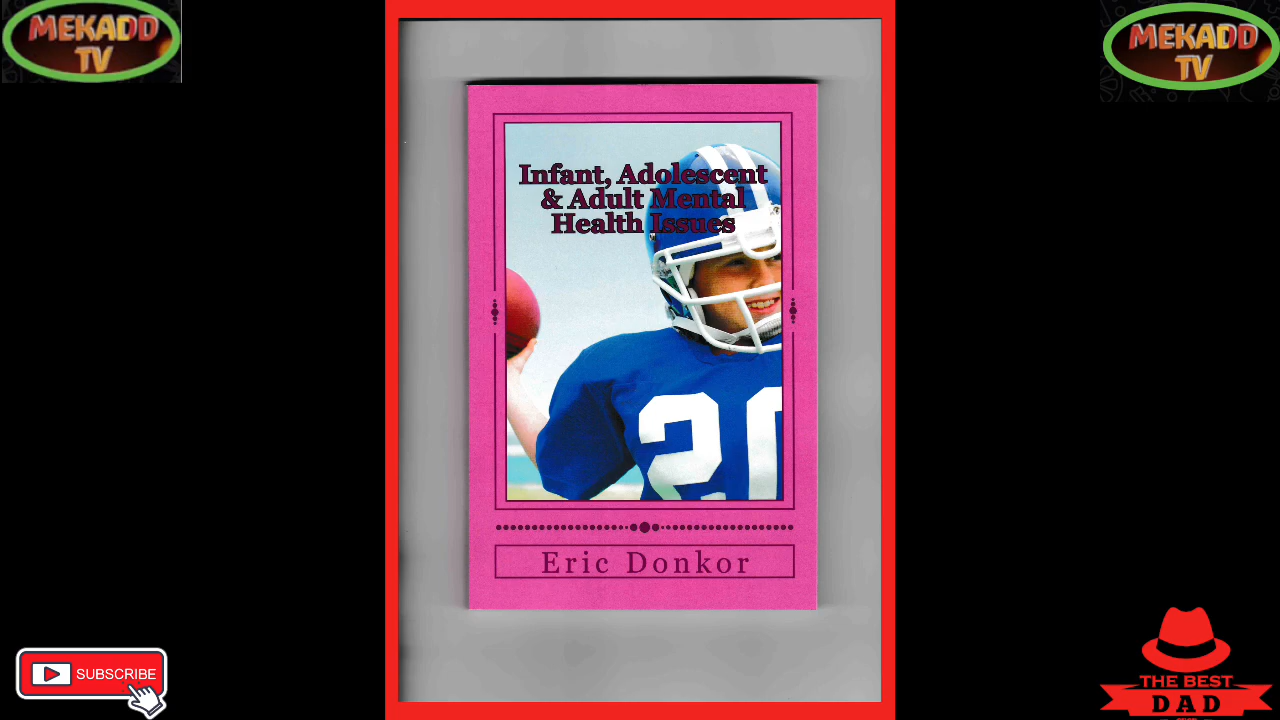 MEKADD
TV
MEKADD
TV
Infant, Adolescent
& Adult Mental
Health Issues
20
Eric Donkor
SUBSCRIBE
THE BEST
DAD